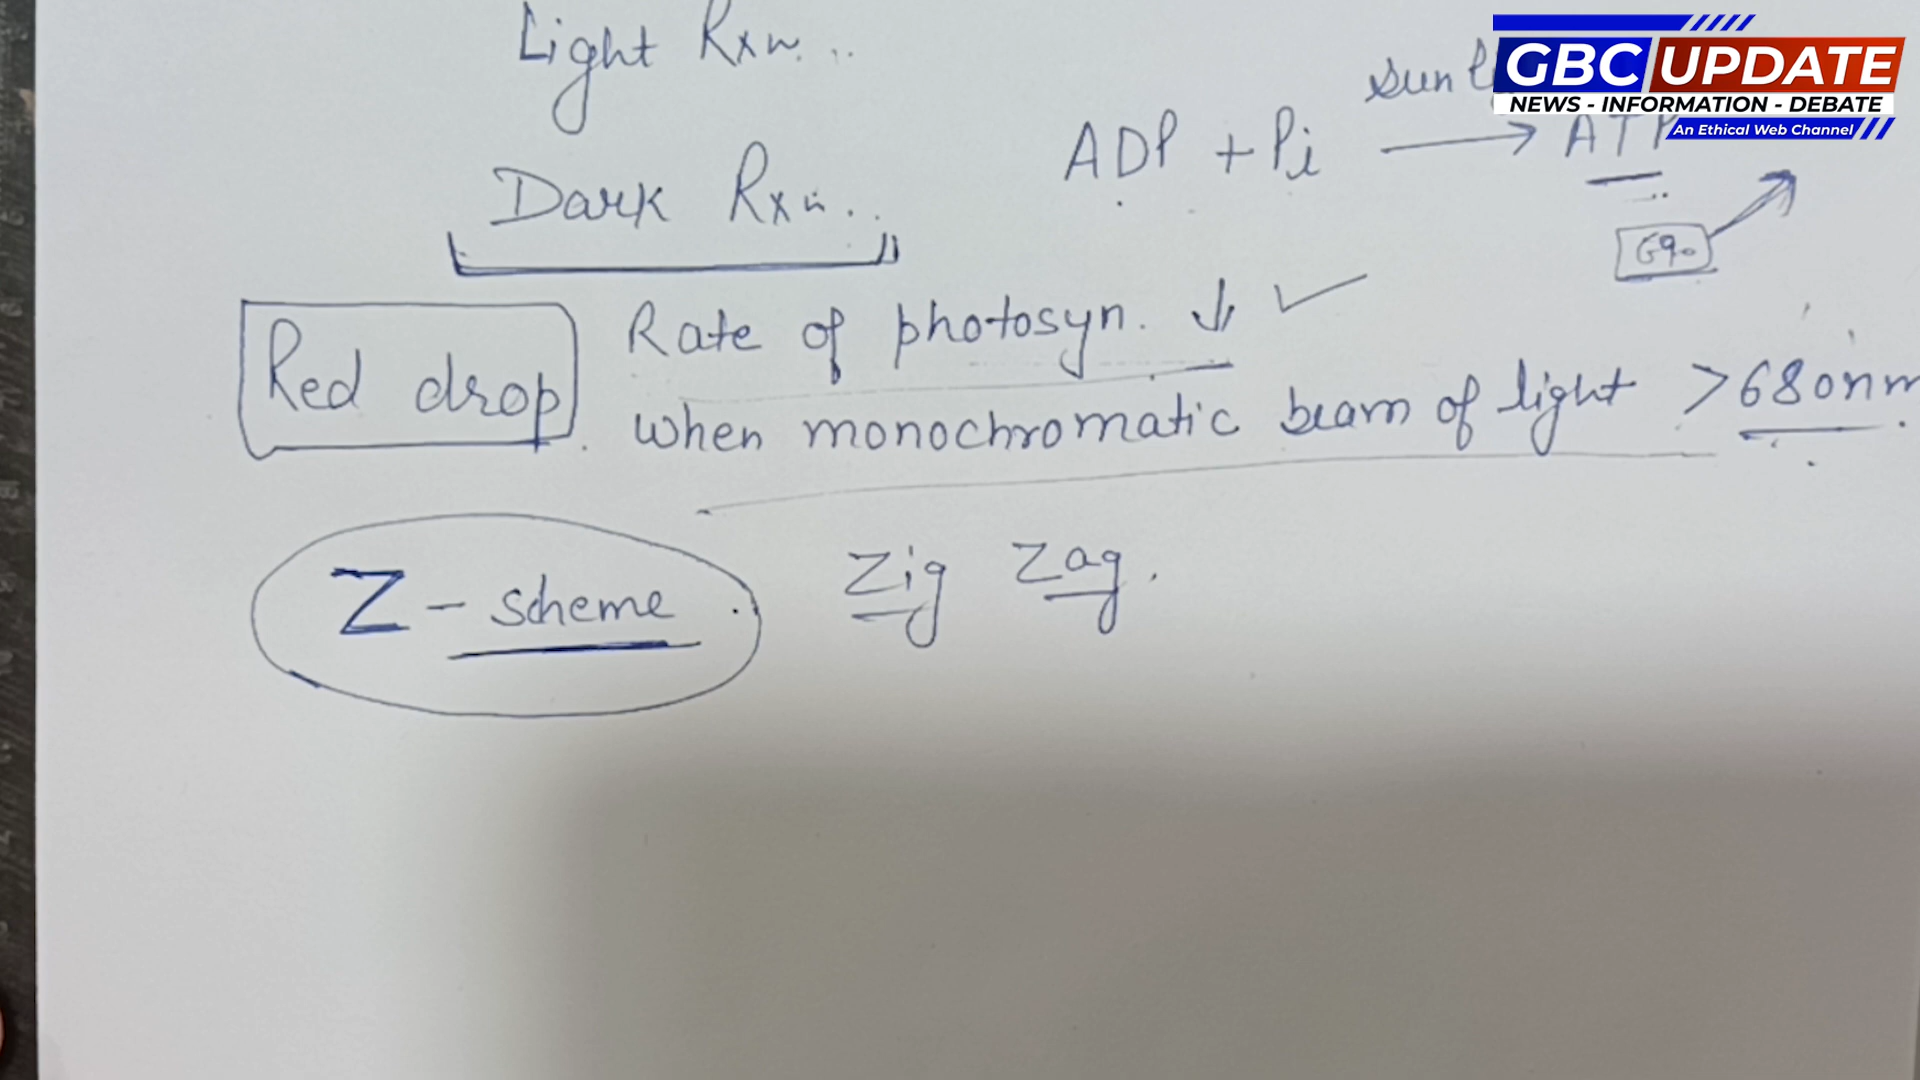 Light Rxn..
sun
GBC UPDATE
NEWS - INFORMATION - DEBATE
An Ethical Web Channel
ADP + Pi → ATP
Dark Rxn..
690
Red drop
Rate of photosyn. ↓ ✓
when monochromatic beam of light > 680nm
Z - scheme
Zig Zag.